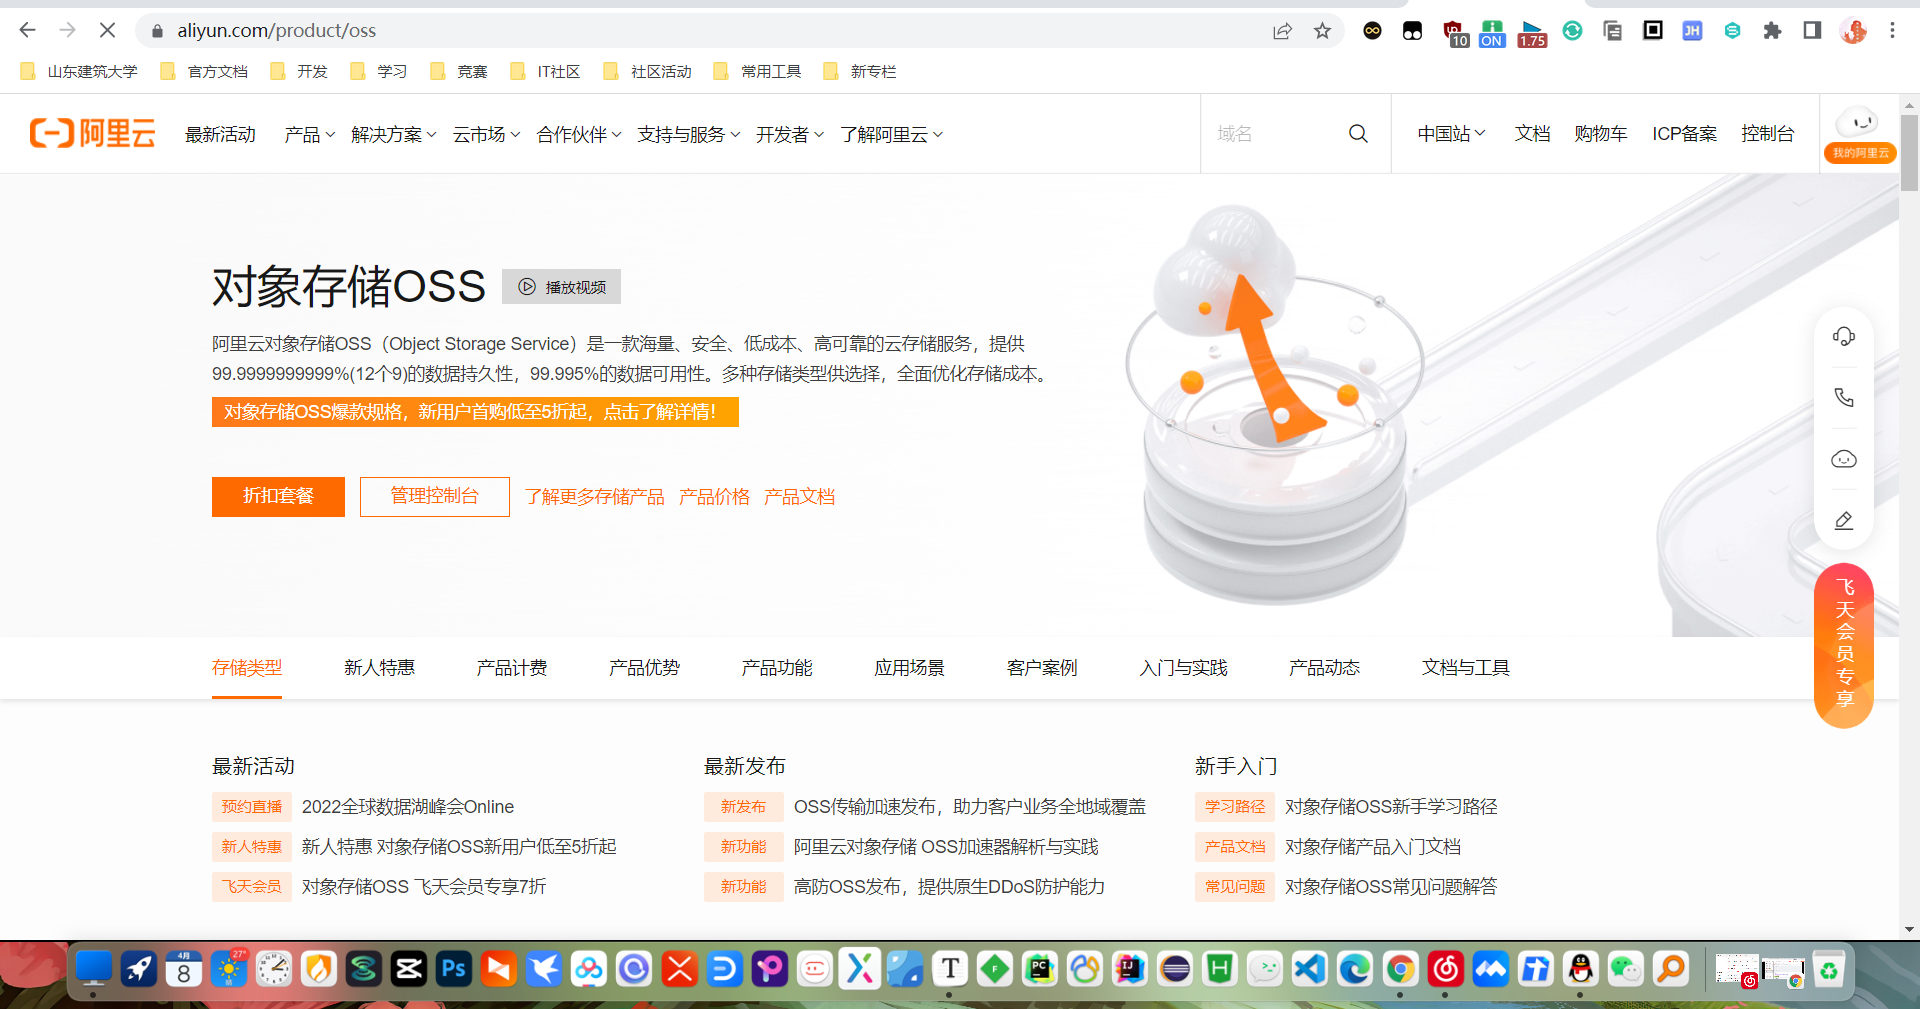 aliyun.com/product/oss
10
ON
1.75
JH
山东建筑大学 官方文档 开发 学习 竞赛 IT社区 社区活动 常用工具 新专栏
阿里云 最新活动 产品 解决方案 云市场 合作伙伴 支持与服务 开发者 了解阿里云 域名 中国站 文档 购物车 ICP备案 控制台
我的阿里云
对象存储OSS 播放视频
阿里云对象存储OSS（Object Storage Service）是一款海量、安全、低成本、高可靠的云存储服务，提供
99.9999999999%(12个9)的数据持久性，99.995%的数据可用性。多种存储类型供选择，全面优化存储成本。
对象存储OSS爆款规格，新用户首购低至5折起，点击了解详情！
折扣套餐 管理控制台 了解更多存储产品 产品价格 产品文档
飞天会员专享
存储类型 新人特惠 产品计费 产品优势 产品功能 应用场景 客户案例 入门与实践 产品动态 文档与工具
最新活动
预约直播 2022全球数据湖峰会Online
新人特惠 新人特惠 对象存储OSS新用户低至5折起
飞天会员 对象存储OSS 飞天会员专享7折
最新发布
新发布 OSS传输加速发布，助力客户业务全地域覆盖
新功能 阿里云对象存储 OSS加速器解析与实践
新功能 高防OSS发布，提供原生DDoS防护能力
新手入门
学习路径 对象存储OSS新手学习路径
产品文档 对象存储产品入门文档
常见问题 对象存储OSS常见问题解答
4月
8
27°
Ps
T
F
PC
IJ
H